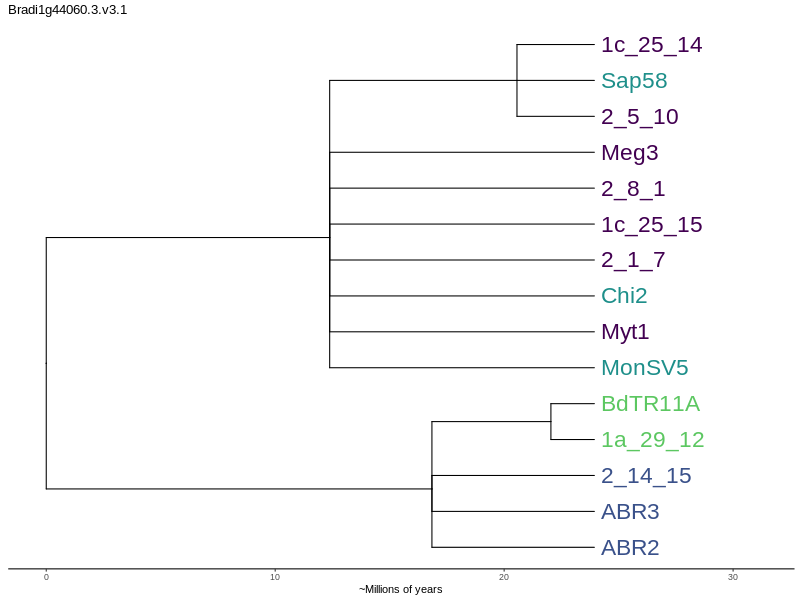 Bradi1g44060.3.v3.1
1c_25_14
Sap58
2_5_10
Meg3
2_8_1
1c_25_15
2_1_7
Chi2
Myt1
MonSV5
BdTR11A
1a_29_12
2_14_15
ABR3
ABR2
0 10 20 30
~Millions of years